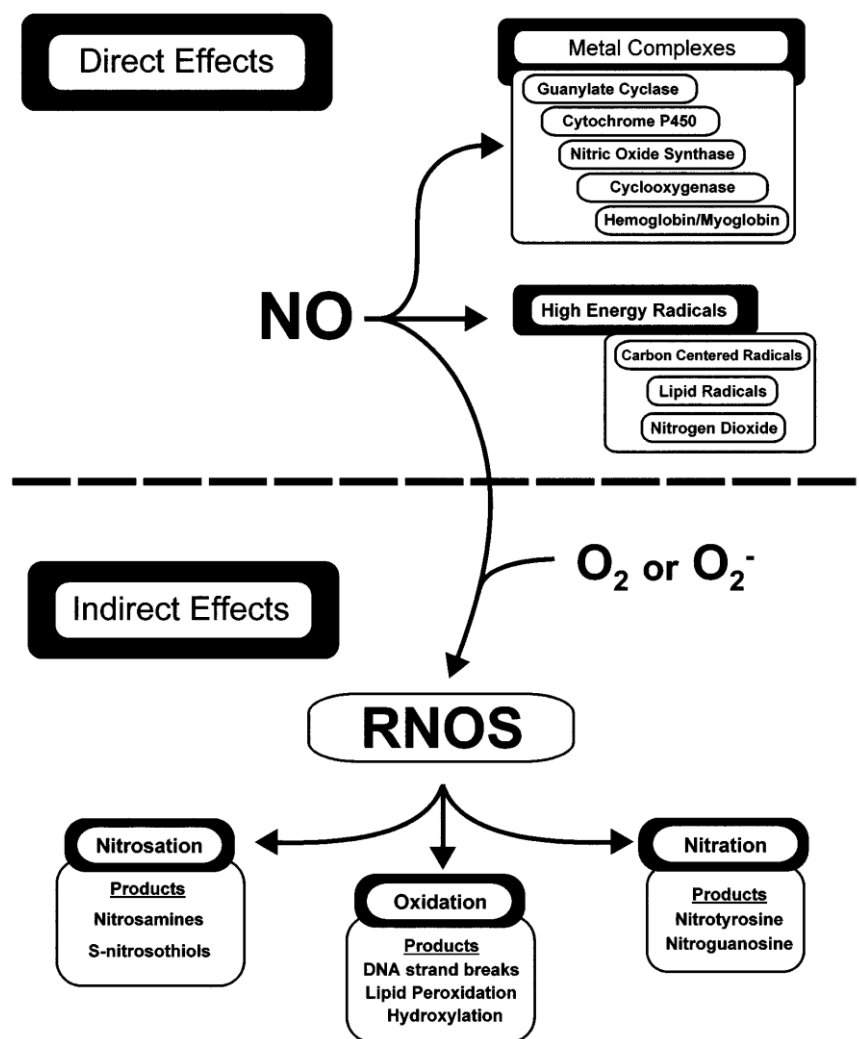 Direct Effects
Metal Complexes
Guanylate Cyclase
Cytochrome P450
Nitric Oxide Synthase
Cyclooxygenase
Hemoglobin/Myoglobin
NO
High Energy Radicals
Carbon Centered Radicals
Lipid Radicals
Nitrogen Dioxide
O₂ or O₂⁻
Indirect Effects
RNOS
Nitrosation
Products
Nitrosamines
S-nitrosothiols
Oxidation
Products
DNA strand breaks
Lipid Peroxidation
Hydroxylation
Nitration
Products
Nitrotyrosine
Nitroguanosine